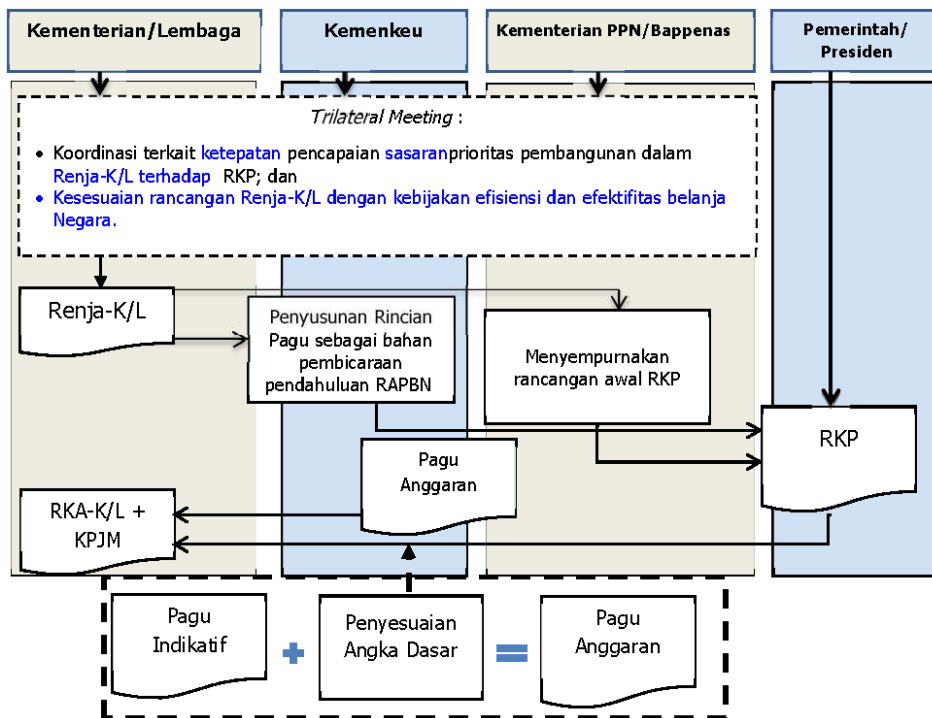 Kementerian/Lembaga
Kemenkeu
Kementerian PPN/Bappenas
Pemerintah/
Presiden
Trilateral Meeting :
• Koordinasi terkait ketepatan pencapaian sasaranprioritas pembangunan dalam
Renja-K/L terhadap RKP; dan
• Kesesuaian rancangan Renja-K/L dengan kebijakan efisiensi dan efektifitas belanja
Negara.
Renja-K/L
Penyusunan Rincian
Pagu sebagai bahan
pembicaraan
pendahuluan RAPBN
Menyempurnakan
rancangan awal RKP
RKP
Pagu
Anggaran
RKA-K/L +
KPJM
Pagu
Indikatif
+
Penyesuaian
Angka Dasar
=
Pagu
Anggaran